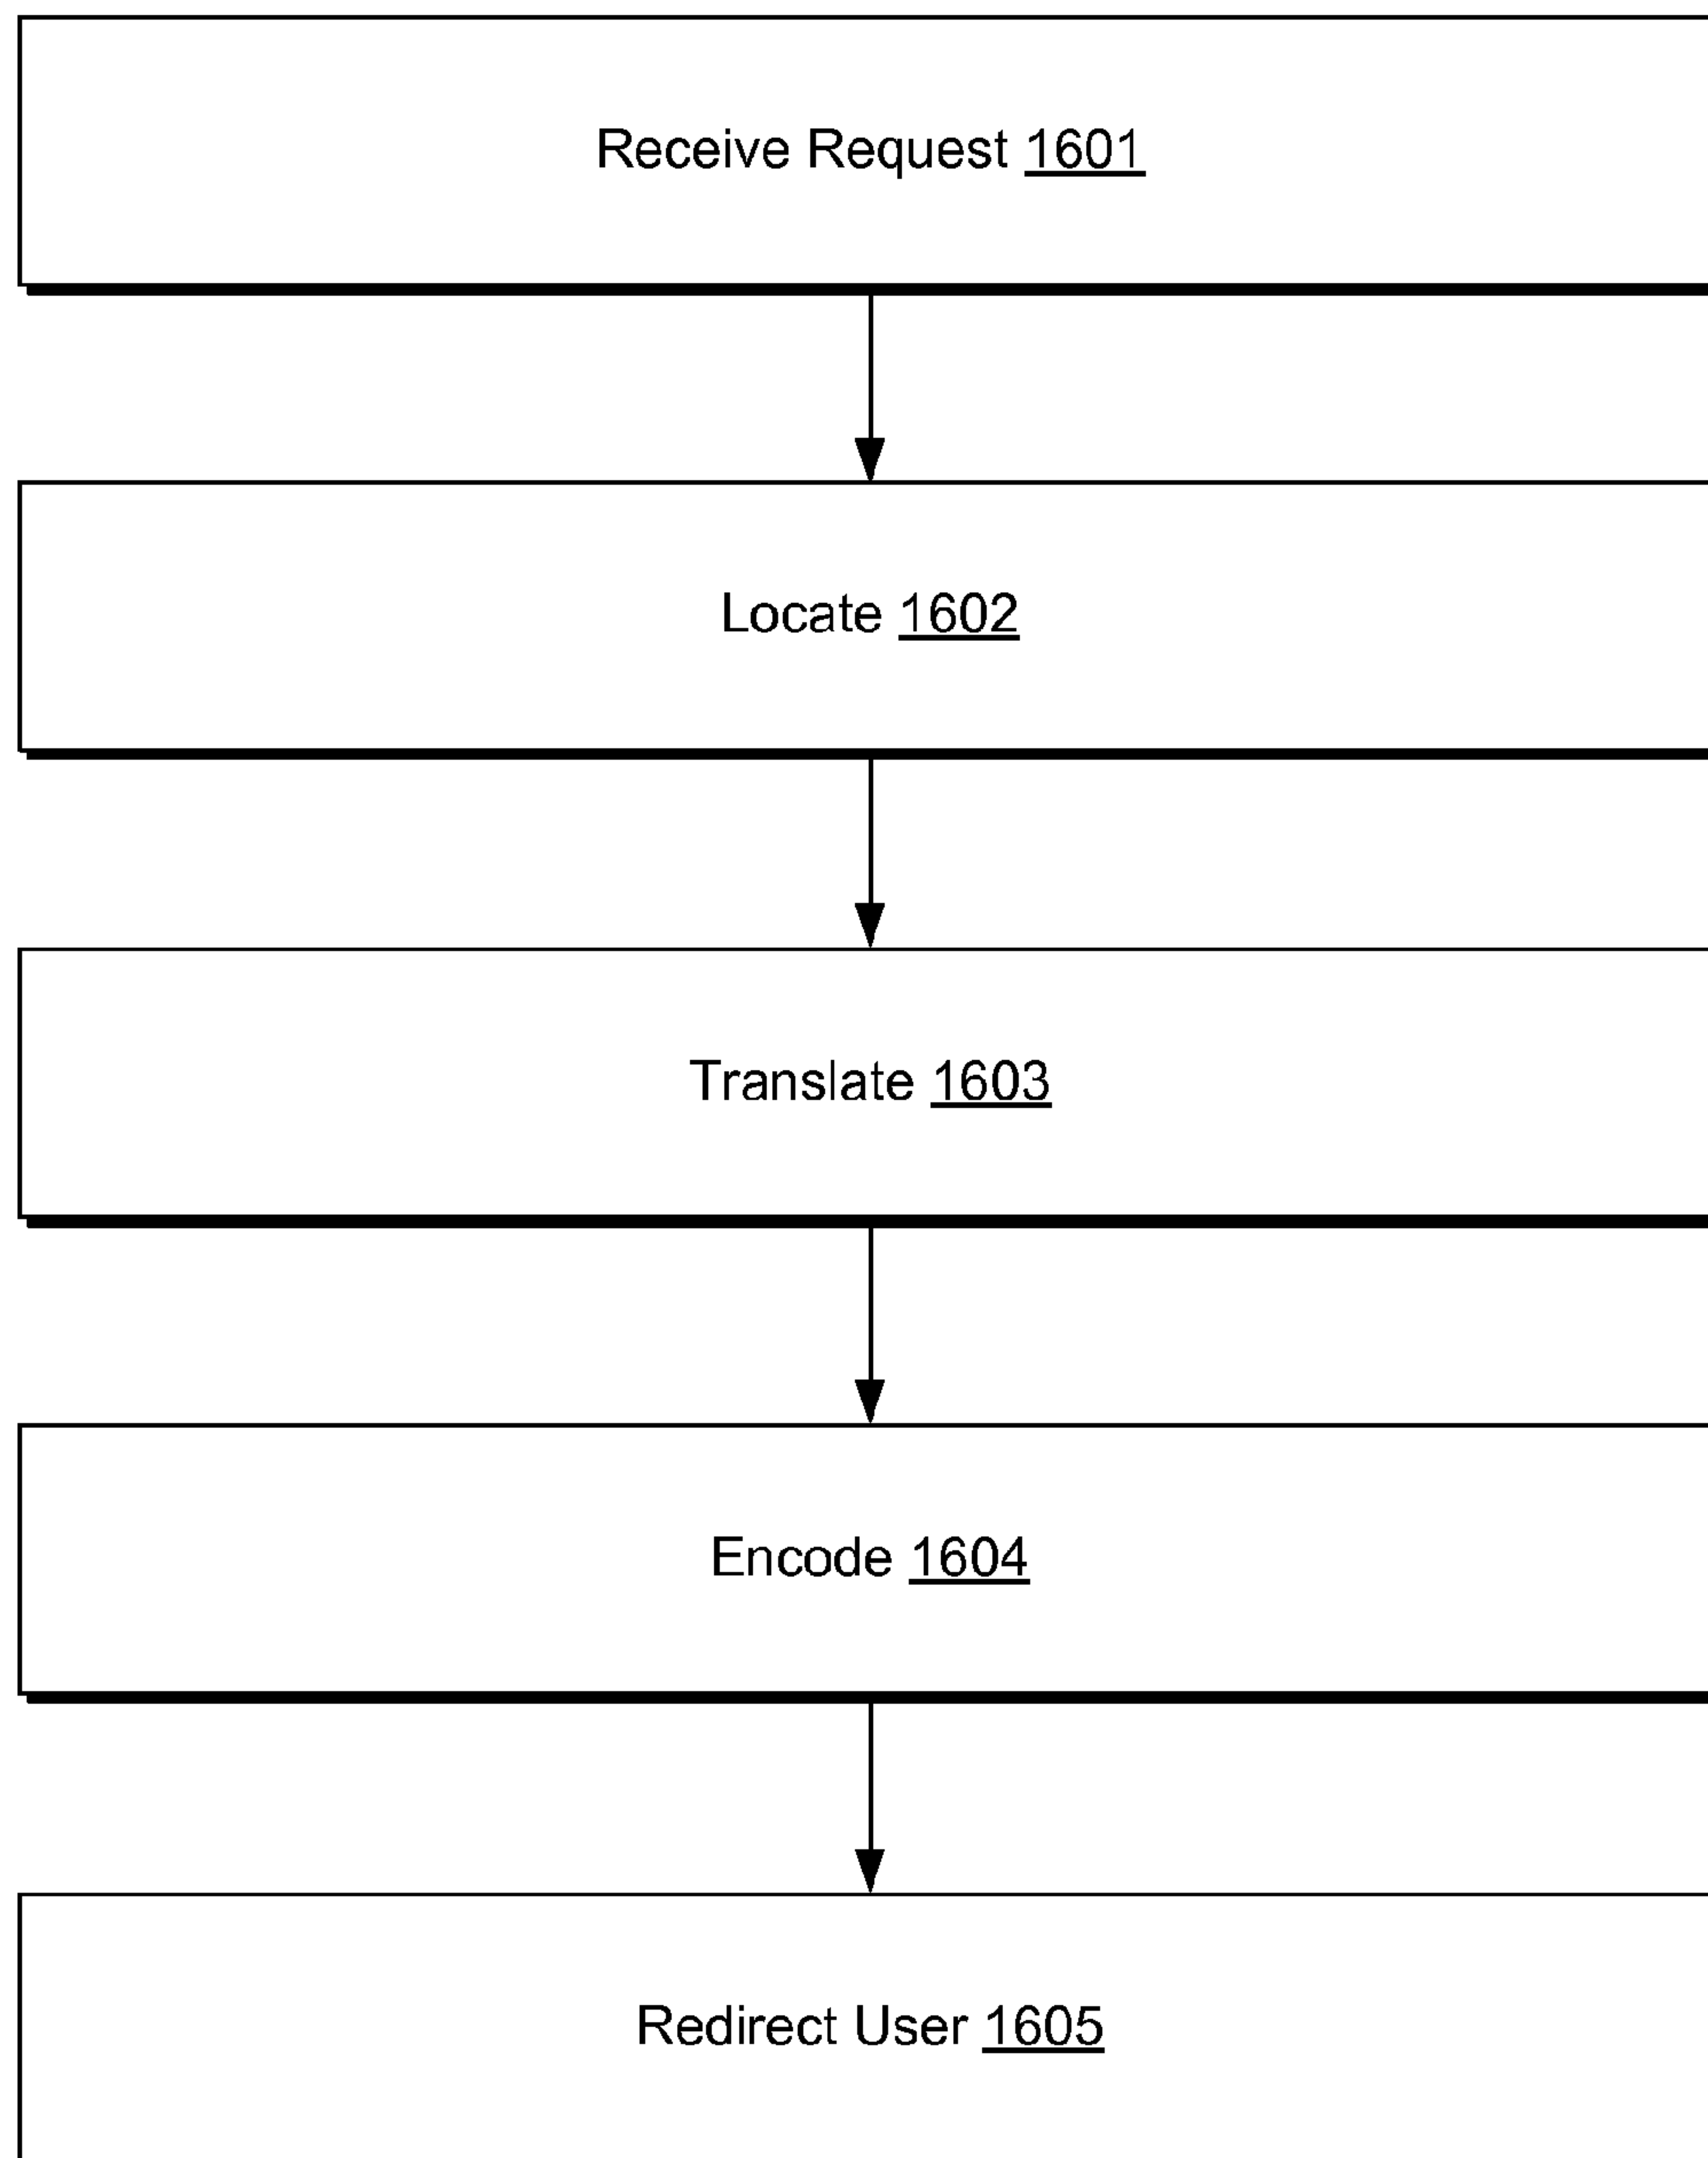 Receive Request 1601
Locate 1602
Translate 1603
Encode 1604
Redirect User 1605